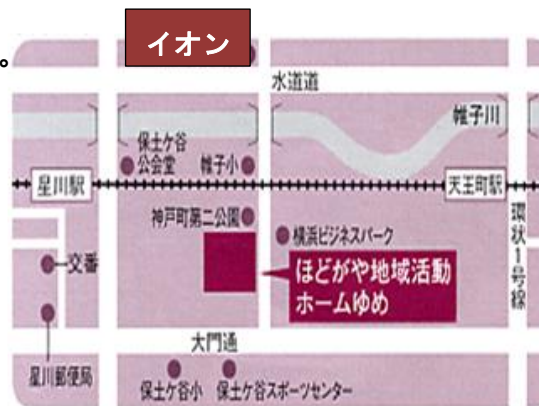 。
イオン
水道道
帷子川
保土ケ谷
公会堂
帷子小
星川駅
天王町駅
神戸町第二公園
横浜ビジネスパーク
環状1号線
交番
ほどがや地域活動
ホームゆめ
大門通
星川郵便局
保土ケ谷小
保土ケ谷スポーツセンター